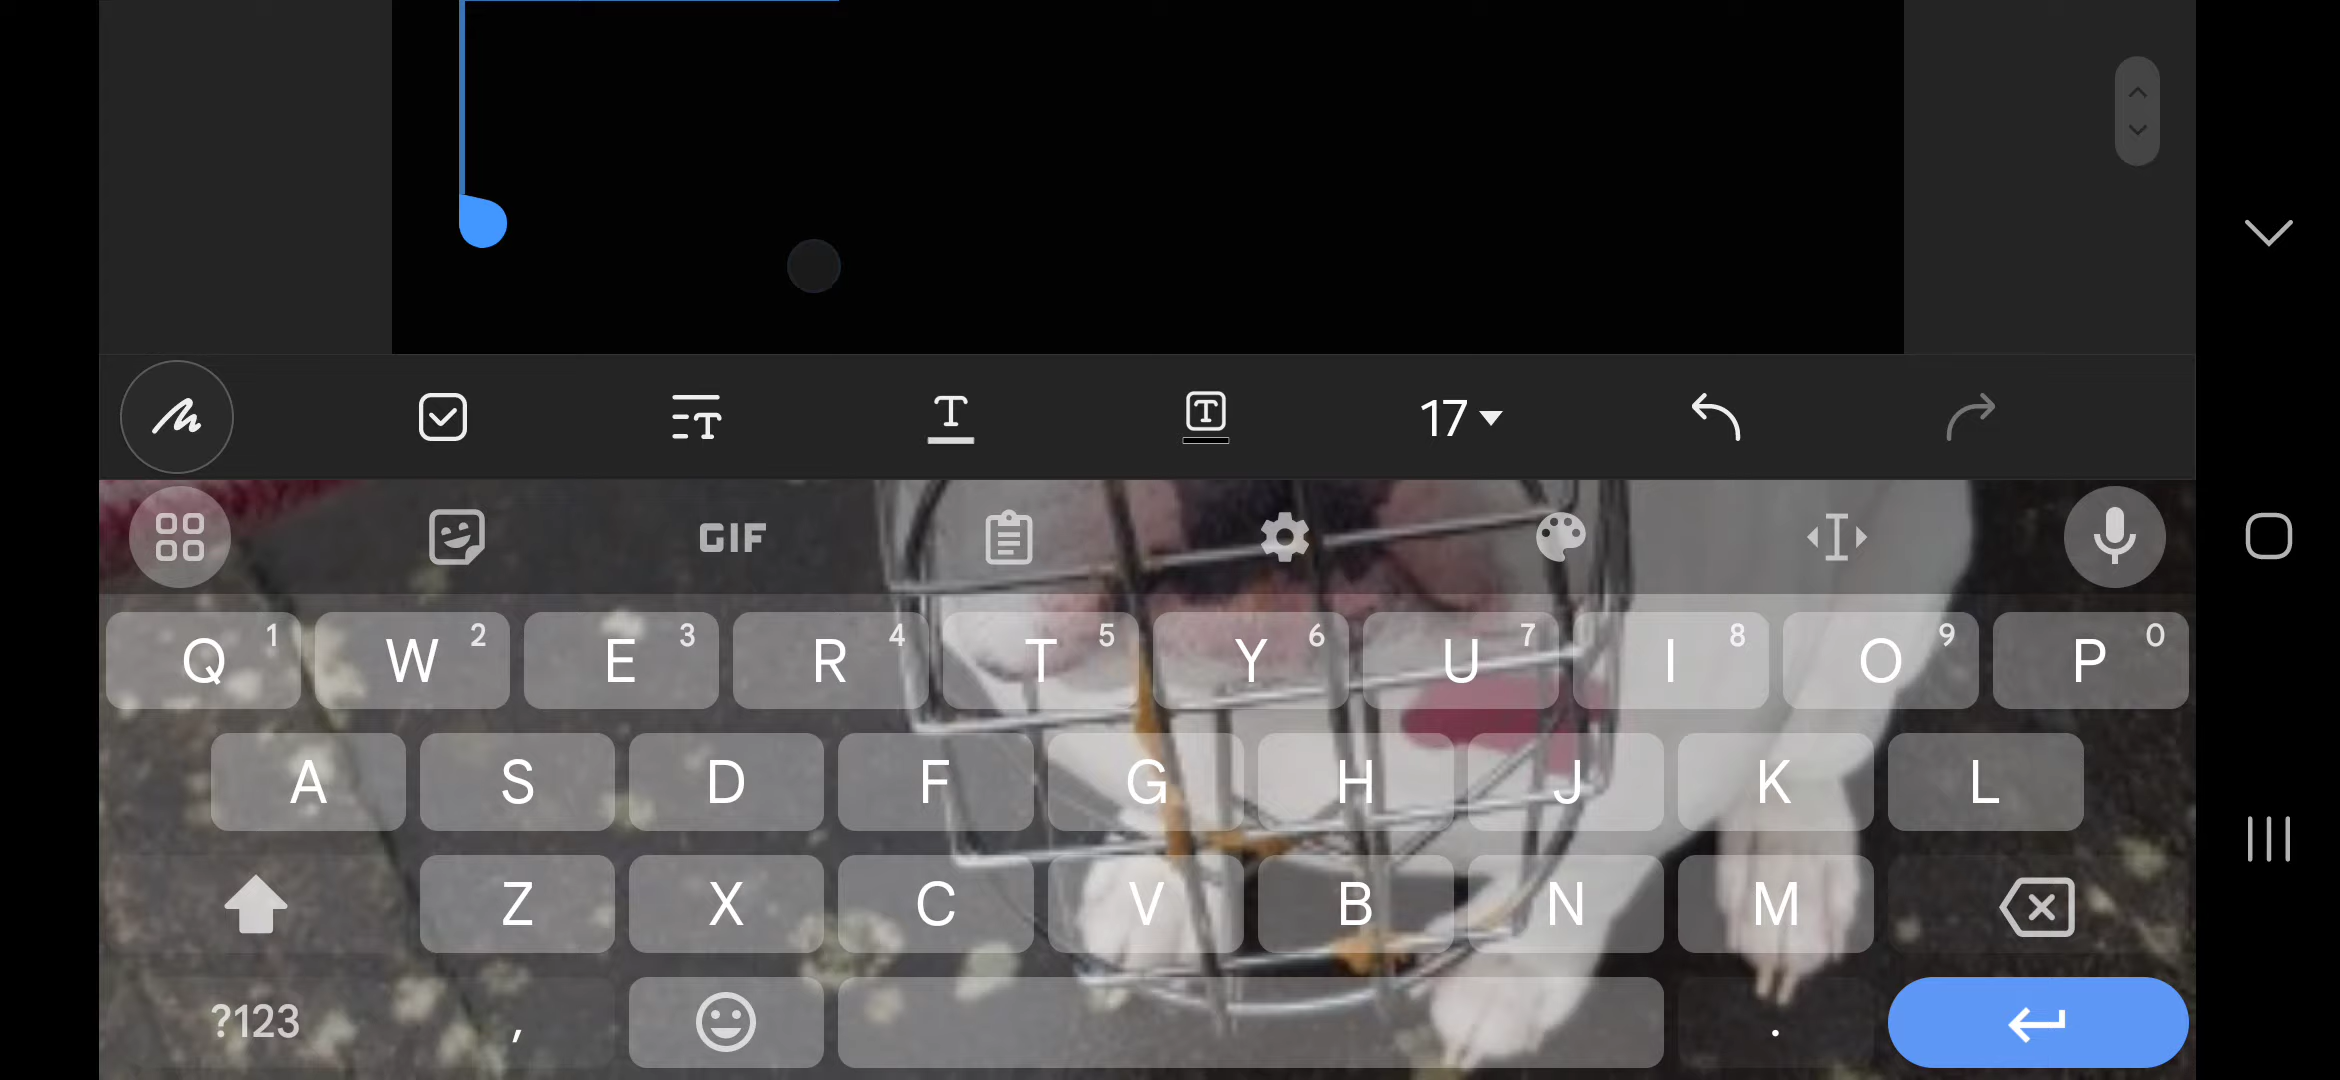 17
GIF
Q 1 W 2 E 3 R 4 T 5 Y 6 U 7 I 8 O 9 P 0
A S D F G H J K L
Z X C V B N M
?123 , .